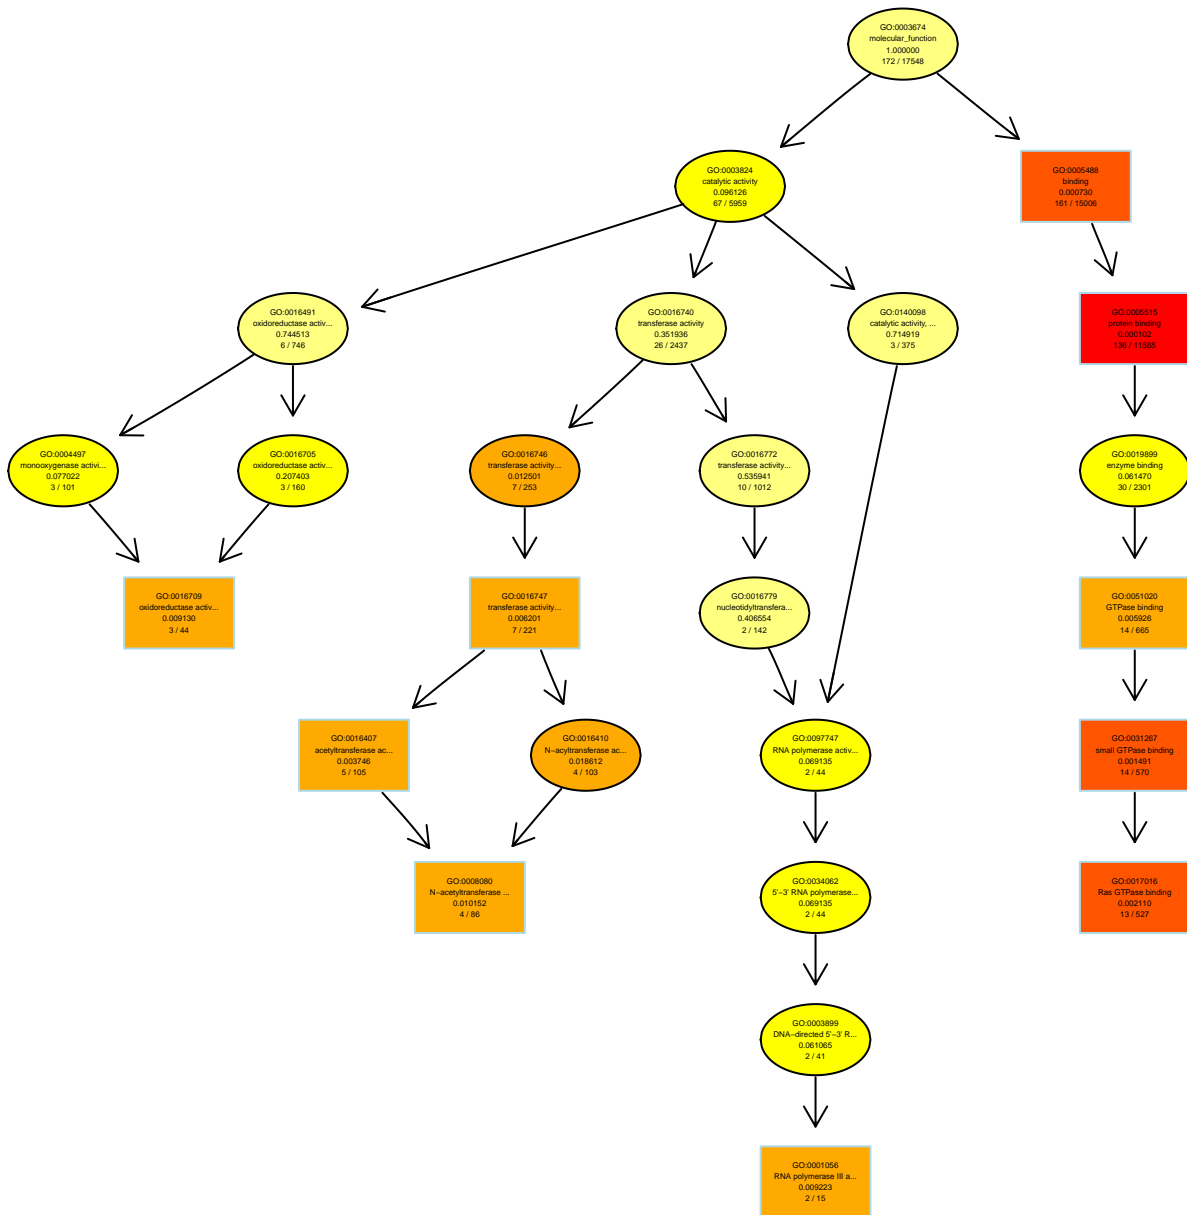 GO:0003674
molecular_function
1.000000
172 / 17548
GO:0003824
catalytic activity
0.096126
67 / 5959
GO:0005488
binding
0.000730
161 / 15006
GO:0016491
oxidoreductase activ...
0.744513
6 / 746
GO:0016740
transferase activity
0.351936
26 / 2437
GO:0140098
catalytic activity, ...
0.714919
3 / 375
GO:0005515
protein binding
0.000102
136 / 11565
GO:0004497
monooxygenase activi...
0.077022
3 / 101
GO:0016705
oxidoreductase activ...
0.207403
3 / 160
GO:0016746
transferase activity...
0.012501
7 / 253
GO:0016772
transferase activity...
0.535941
10 / 1012
GO:0019899
enzyme binding
0.061470
30 / 2301
GO:0016709
oxidoreductase activ...
0.009130
3 / 44
GO:0016747
transferase activity...
0.006201
7 / 221
GO:0016779
nucleotidyltransfera...
0.406554
2 / 142
GO:0051020
GTPase binding
0.005926
14 / 665
GO:0016407
acetyltransferase ac...
0.003746
5 / 105
GO:0016410
N−acyltransferase ac...
0.018612
4 / 103
GO:0097747
RNA polymerase activ...
0.069135
2 / 44
GO:0031267
small GTPase binding
0.001491
14 / 570
GO:0008080
N−acetyltransferase ...
0.010152
4 / 86
GO:0034062
5'−3' RNA polymerase...
0.069135
2 / 44
GO:0017016
Ras GTPase binding
0.002110
13 / 527
GO:0003899
DNA−directed 5'−3' R...
0.061065
2 / 41
GO:0001056
RNA polymerase III a...
0.009223
2 / 15